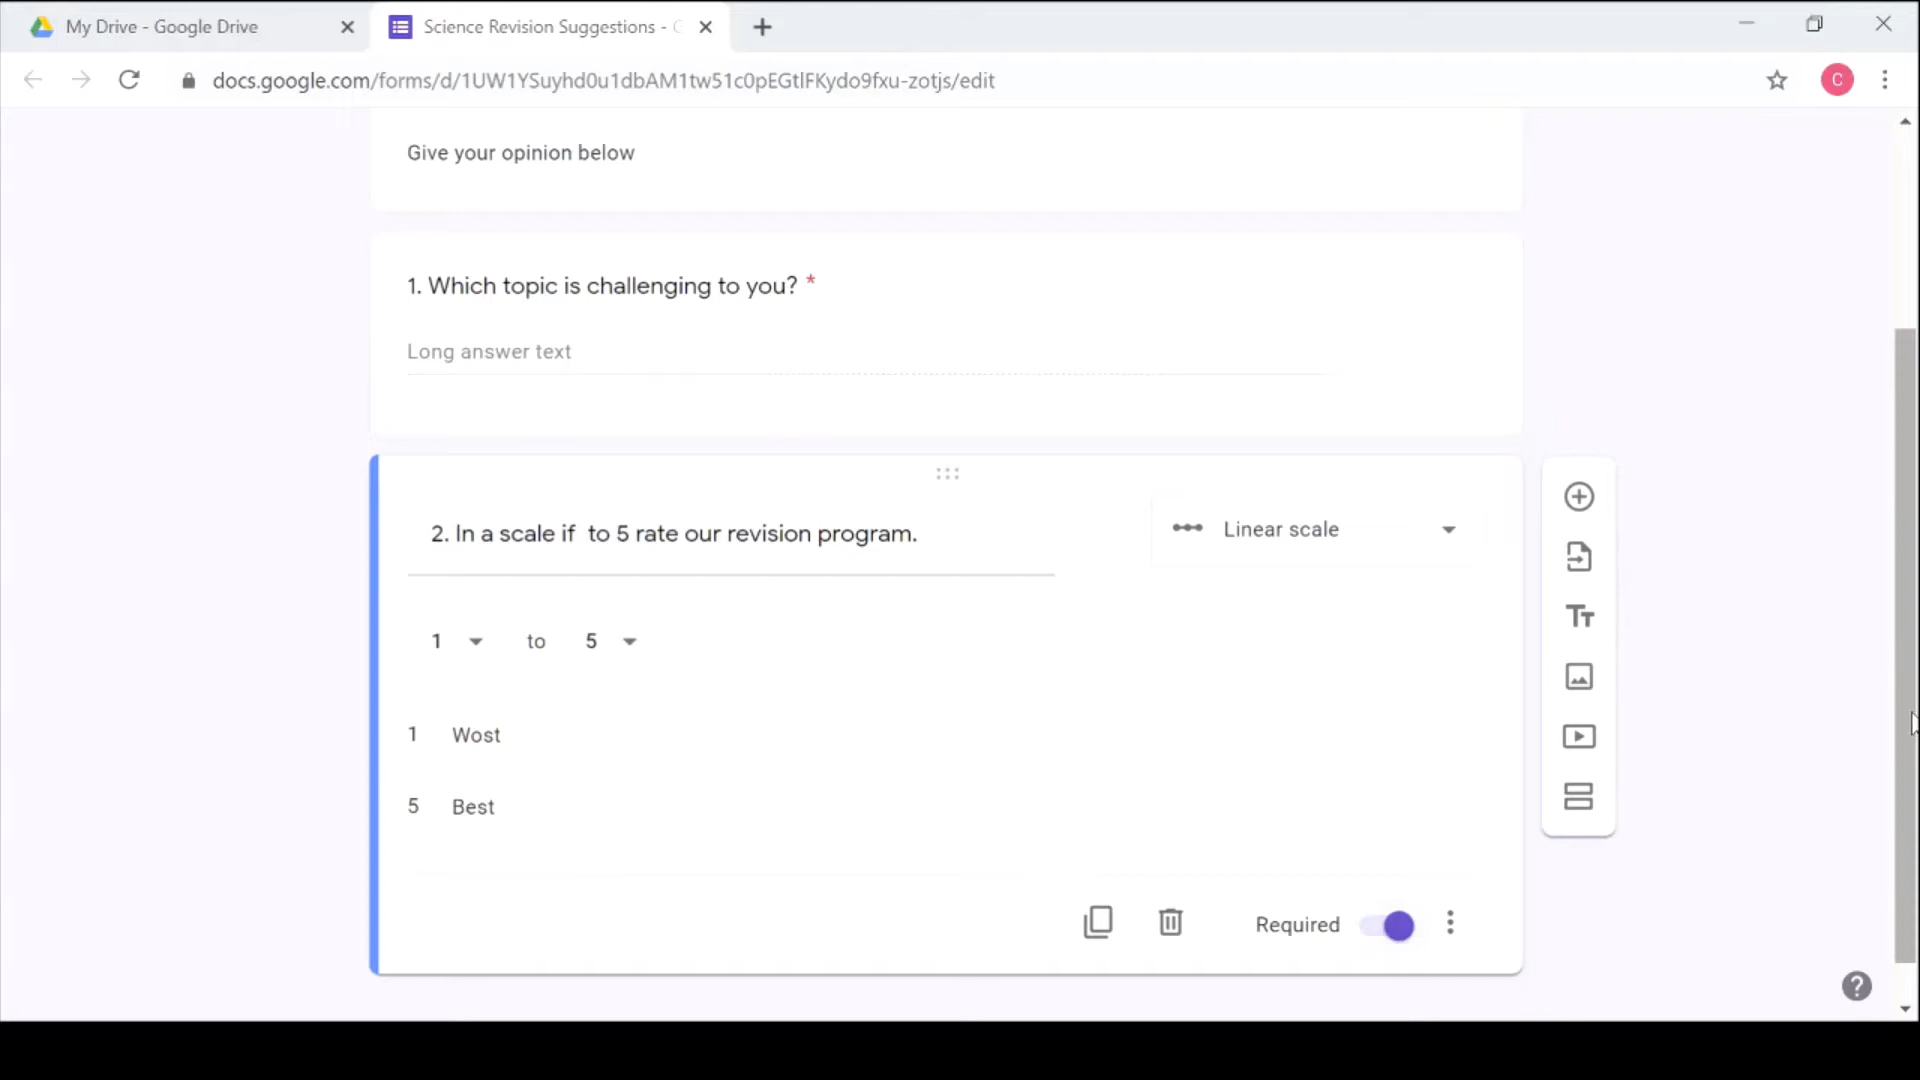 My Drive - Google Drive
Science Revision Suggestions -
docs.google.com/forms/d/1UW1YSuyhd0u1dbAM1tw51c0pEGtlFKydo9fxu-zotjs/edit
C
Give your opinion below
1. Which topic is challenging to you? *
Long answer text
2. In a scale if  to 5 rate our revision program.
Linear scale
1 to 5
1 Wost
5 Best
Required